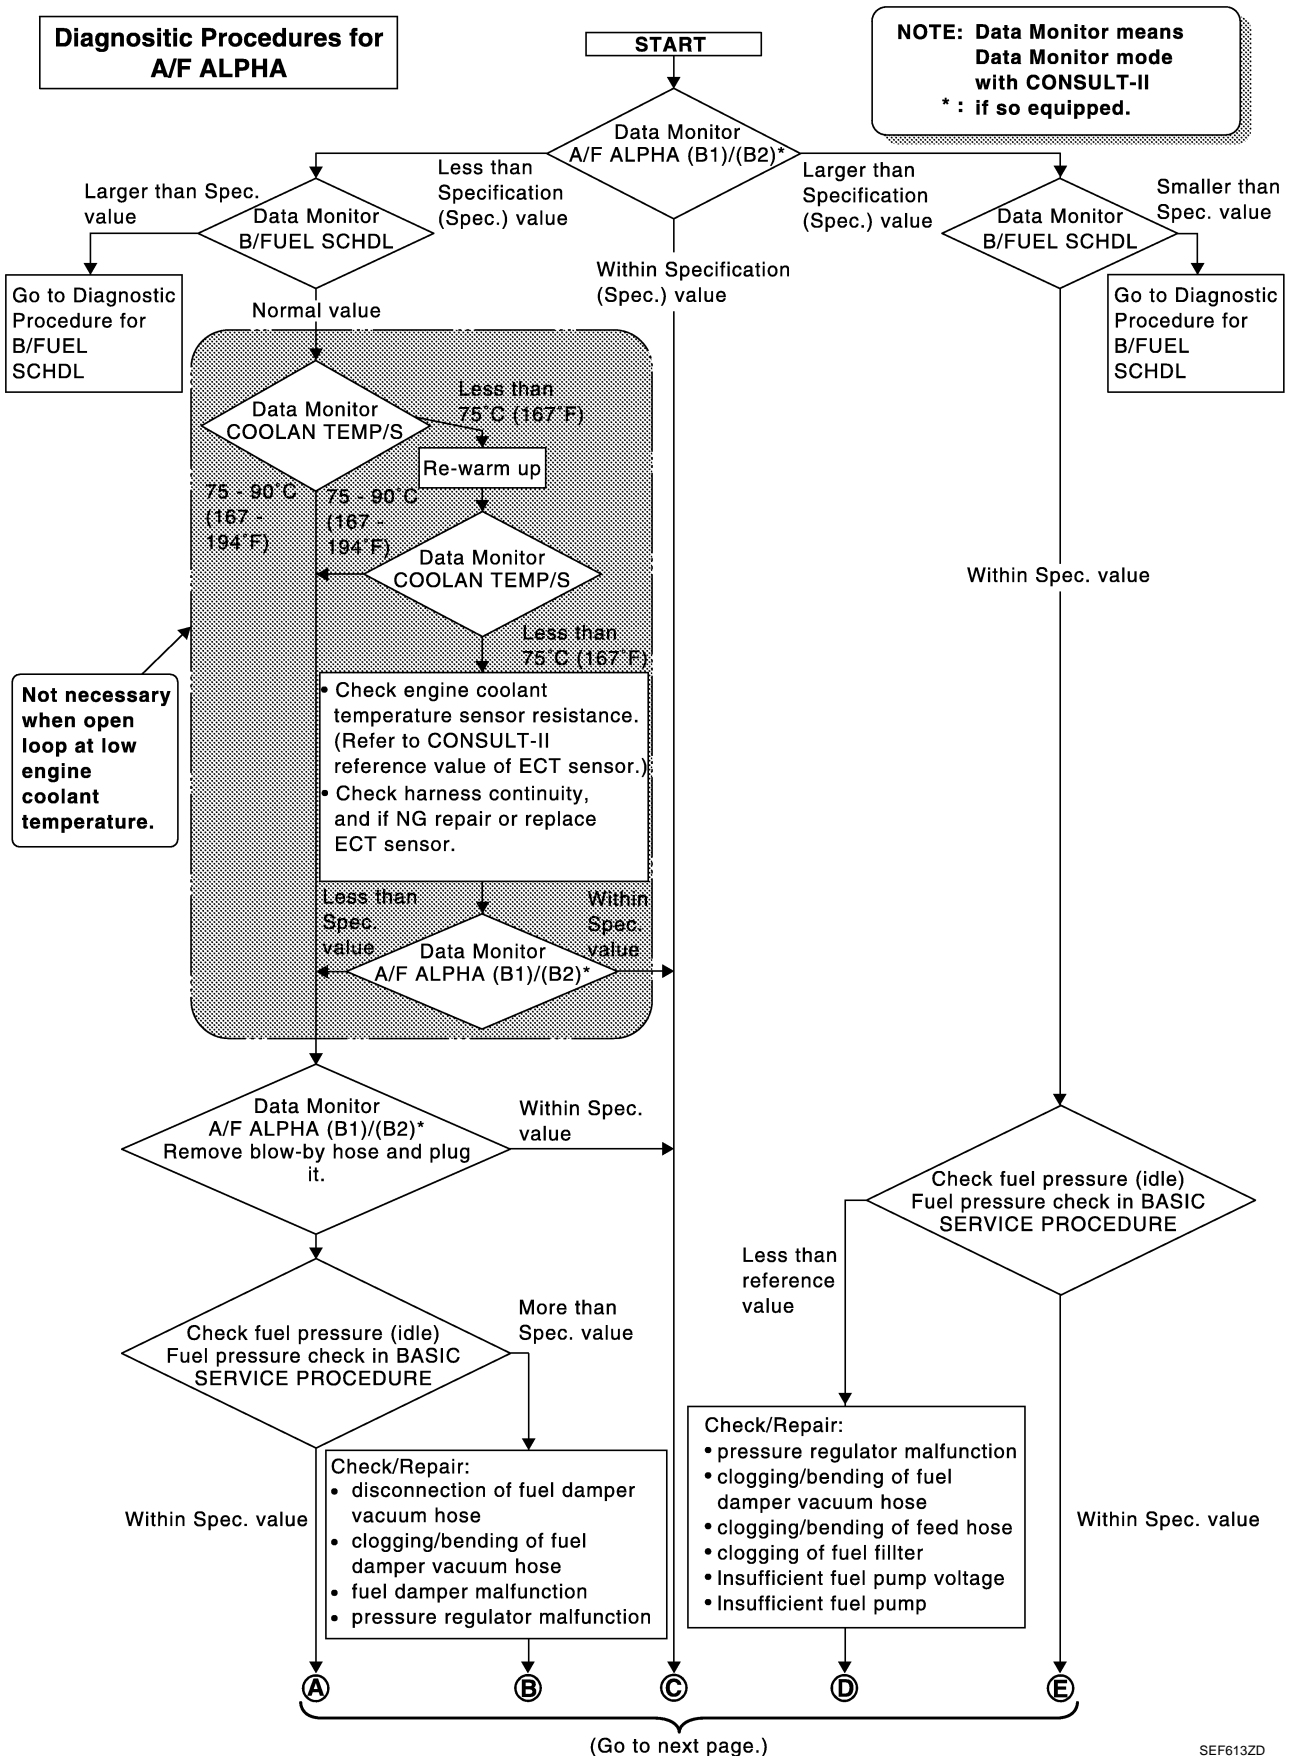 Diagnositic Procedures for
A/F ALPHA
START
NOTE: Data Monitor means
Data Monitor mode
with CONSULT-II
* : if so equipped.
Data Monitor
A/F ALPHA (B1)/(B2)*
Less than
Specification
(Spec.) value
Larger than
Specification
(Spec.) value
Within Specification
(Spec.) value
Larger than Spec.
value
Data Monitor
B/FUEL SCHDL
Data Monitor
B/FUEL SCHDL
Smaller than
Spec. value
Go to Diagnostic
Procedure for
B/FUEL
SCHDL
Normal value
Go to Diagnostic
Procedure for
B/FUEL
SCHDL
Data Monitor
COOLAN TEMP/S
Less than
75°C (167°F)
Re-warm up
75 - 90°C
(167 -
194°F)
75 - 90°C
(167 -
194°F)
Data Monitor
COOLAN TEMP/S
Within Spec. value
Less than
75°C (167°F)
Not necessary
when open
loop at low
engine
coolant
temperature.
• Check engine coolant
temperature sensor resistance.
(Refer to CONSULT-II
reference value of ECT sensor.)
• Check harness continuity,
and if NG repair or replace
ECT sensor.
Less than
Spec.
value
Within
Spec.
value
Data Monitor
A/F ALPHA (B1)/(B2)*
Data Monitor
A/F ALPHA (B1)/(B2)*
Remove blow-by hose and plug
it.
Within Spec.
value
Check fuel pressure (idle)
Fuel pressure check in BASIC
SERVICE PROCEDURE
Less than
reference
value
Check fuel pressure (idle)
Fuel pressure check in BASIC
SERVICE PROCEDURE
More than
Spec. value
Within Spec. value
Check/Repair:
• disconnection of fuel damper
vacuum hose
• clogging/bending of fuel
damper vacuum hose
• fuel damper malfunction
• pressure regulator malfunction
Check/Repair:
• pressure regulator malfunction
• clogging/bending of fuel
damper vacuum hose
• clogging/bending of feed hose
• clogging of fuel fillter
• Insufficient fuel pump voltage
• Insufficient fuel pump
Within Spec. value
A
B
C
D
E
(Go to next page.)
SEF613ZD